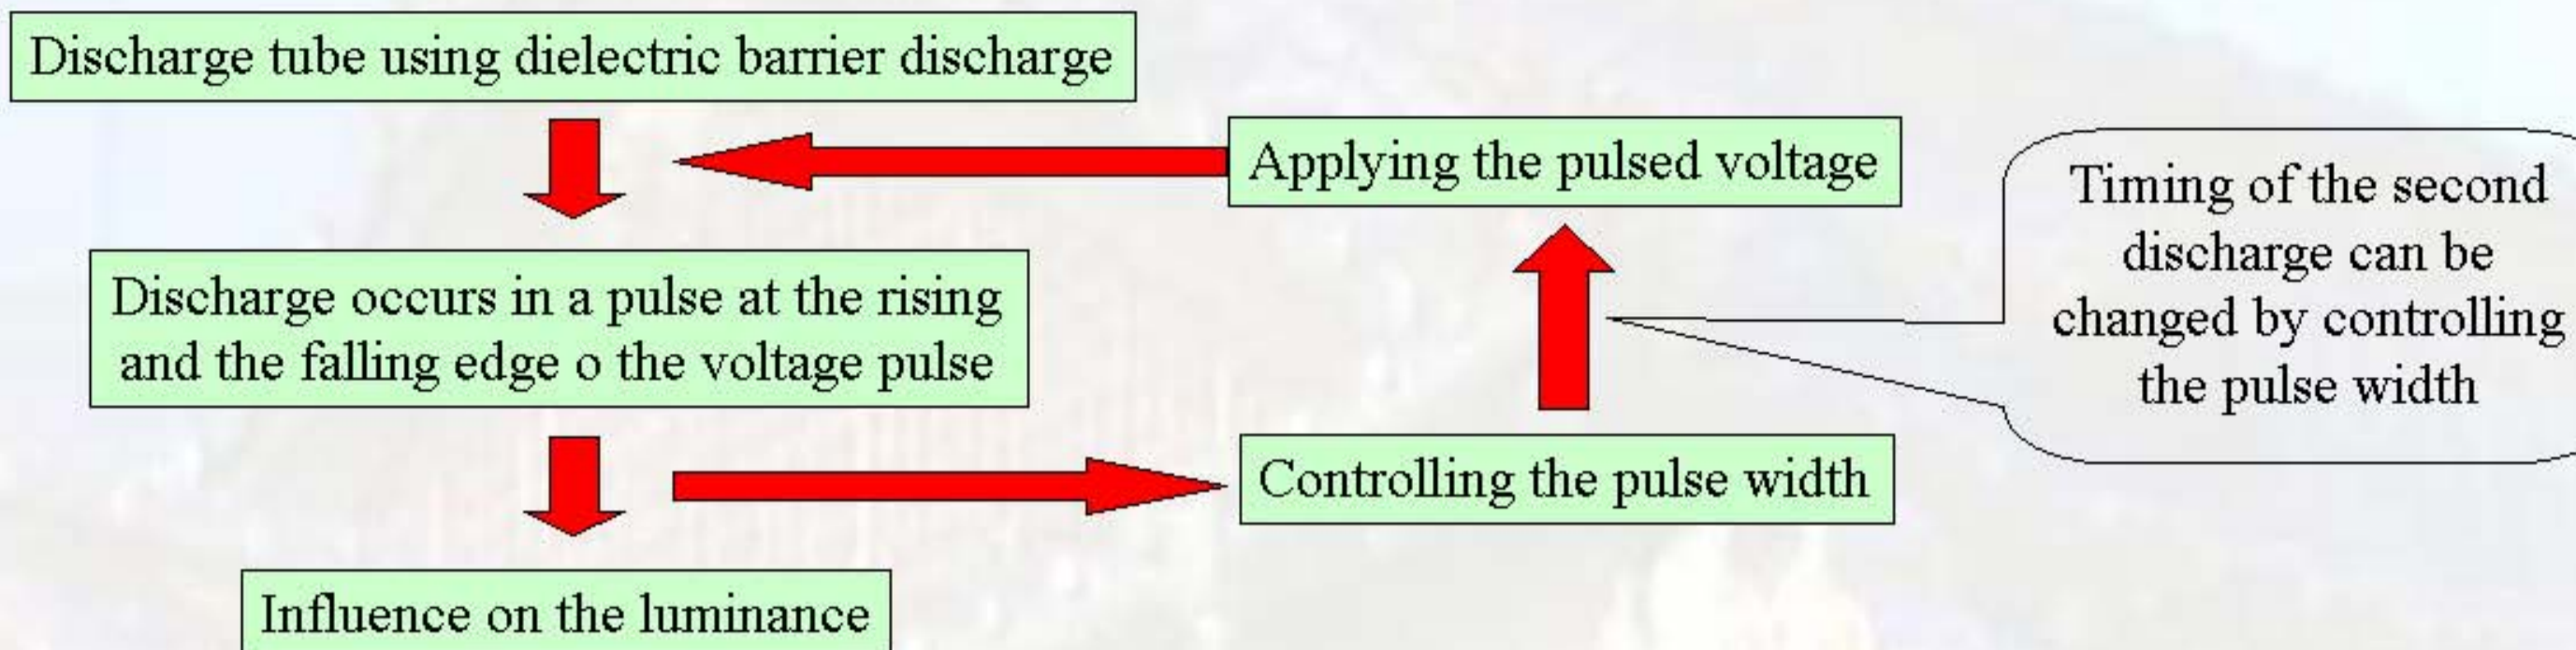 Discharge tube using dielectric barrier discharge
Applying the pulsed voltage
Timing of the second
discharge can be
changed by controlling
the pulse width
Discharge occurs in a pulse at the rising
and the falling edge o the voltage pulse
Controlling the pulse width
Influence on the luminance